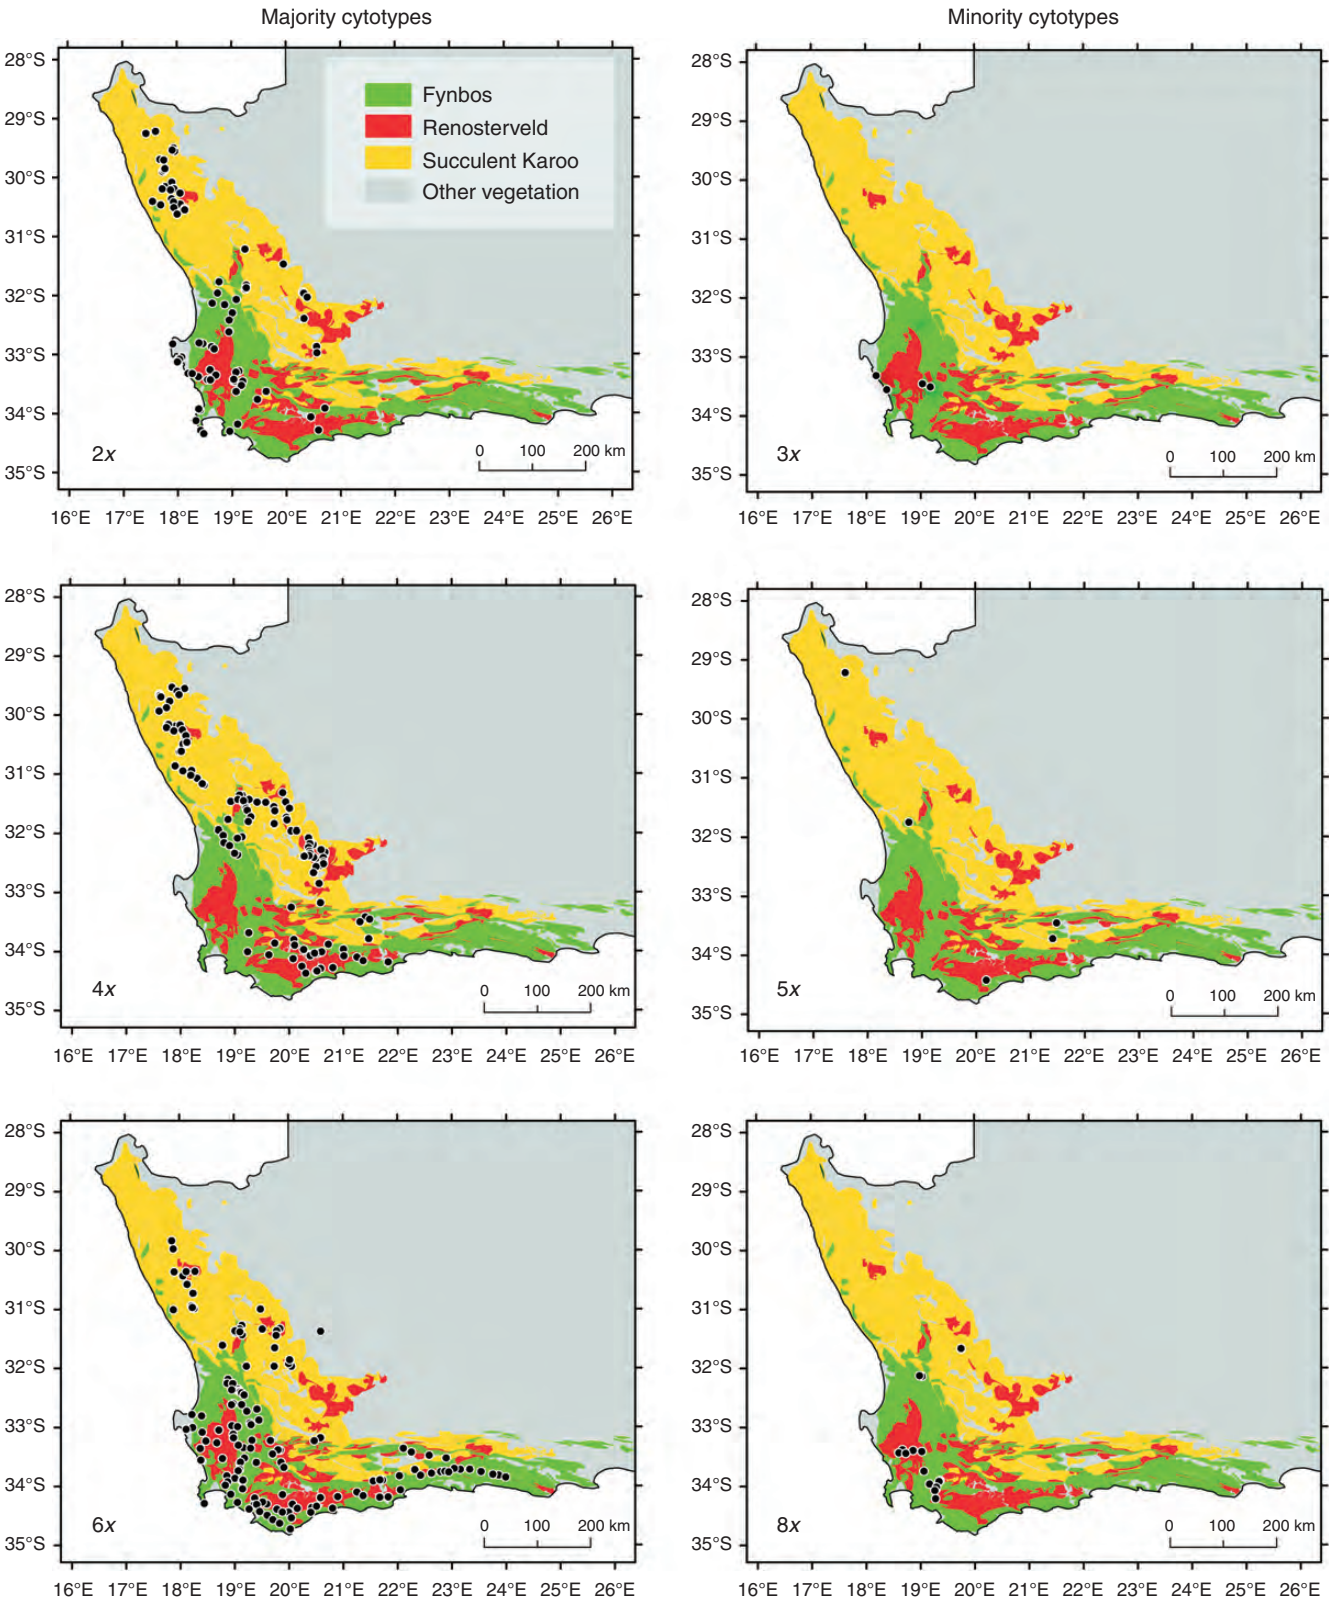 Majority cytotypes
Minority cytotypes
28°S
29°S
30°S
31°S
32°S
33°S
34°S
35°S
Fynbos
Renosterveld
Succulent Karoo
Other vegetation
2x
0 100 200 km
16°E 17°E 18°E 19°E 20°E 21°E 22°E 23°E 24°E 25°E 26°E
28°S
29°S
30°S
31°S
32°S
33°S
34°S
35°S
3x
0 100 200 km
16°E 17°E 18°E 19°E 20°E 21°E 22°E 23°E 24°E 25°E 26°E
28°S
29°S
30°S
31°S
32°S
33°S
34°S
35°S
4x
0 100 200 km
16°E 17°E 18°E 19°E 20°E 21°E 22°E 23°E 24°E 25°E 26°E
28°S
29°S
30°S
31°S
32°S
33°S
34°S
35°S
5x
0 100 200 km
16°E 17°E 18°E 19°E 20°E 21°E 22°E 23°E 24°E 25°E 26°E
28°S
29°S
30°S
31°S
32°S
33°S
34°S
35°S
6x
0 100 200 km
16°E 17°E 18°E 19°E 20°E 21°E 22°E 23°E 24°E 25°E 26°E
28°S
29°S
30°S
31°S
32°S
33°S
34°S
35°S
8x
0 100 200 km
16°E 17°E 18°E 19°E 20°E 21°E 22°E 23°E 24°E 25°E 26°E